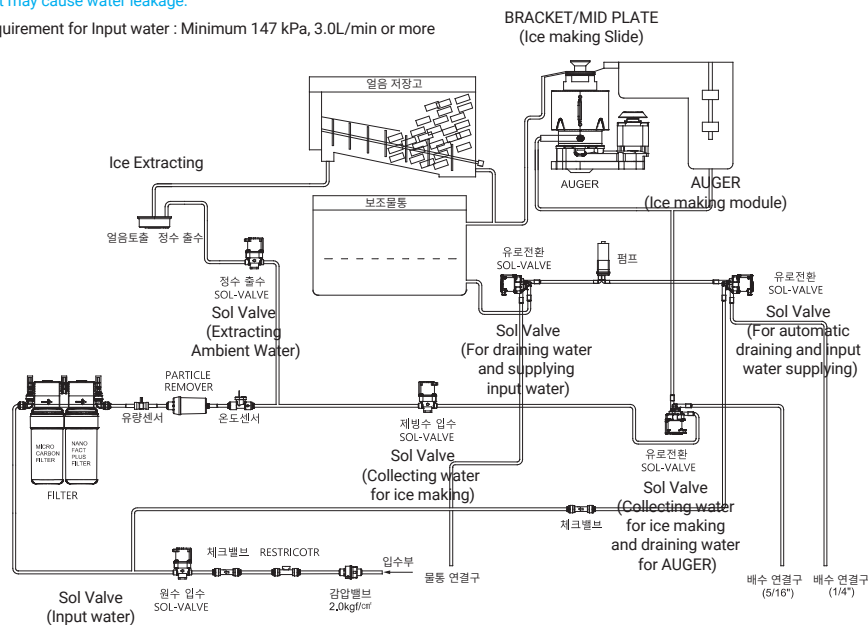 t may cause water leakage.
quirement for Input water : Minimum 147 kPa, 3.0L/min or more
BRACKET/MID PLATE
(Ice making Slide)
얼음 저장고
Ice Extracting
AUGER
AUGER
(Ice making module)
보조물통
얼음토출
정수 출수
정수 출수
SOL-VALVE
Sol Valve
(Extracting
Ambient Water)
유로전환
SOL-VALVE
펌프
유로전환
SOL-VALVE
Sol Valve
(For draining water
and supplying
input water)
Sol Valve
(For automatic
draining and input
water supplying)
PARTICLE
REMOVER
유량센서
온도센서
MICRO
CARBON
FILTER
NANO
FACT
PLUS
FILTER
FILTER
제빙수 입수
SOL-VALVE
Sol Valve
(Collecting water
for ice making)
유로전환
SOL-VALVE
Sol Valve
(Collecting water
for ice making
and draining water
for AUGER)
체크밸브
체크밸브
RESTRICOTR
입수부
원수 입수
SOL-VALVE
감압밸브
2.0kgf/㎠
Sol Valve
(Input water)
물통 연결구
배수 연결구
(5/16")
배수 연결구
(1/4")